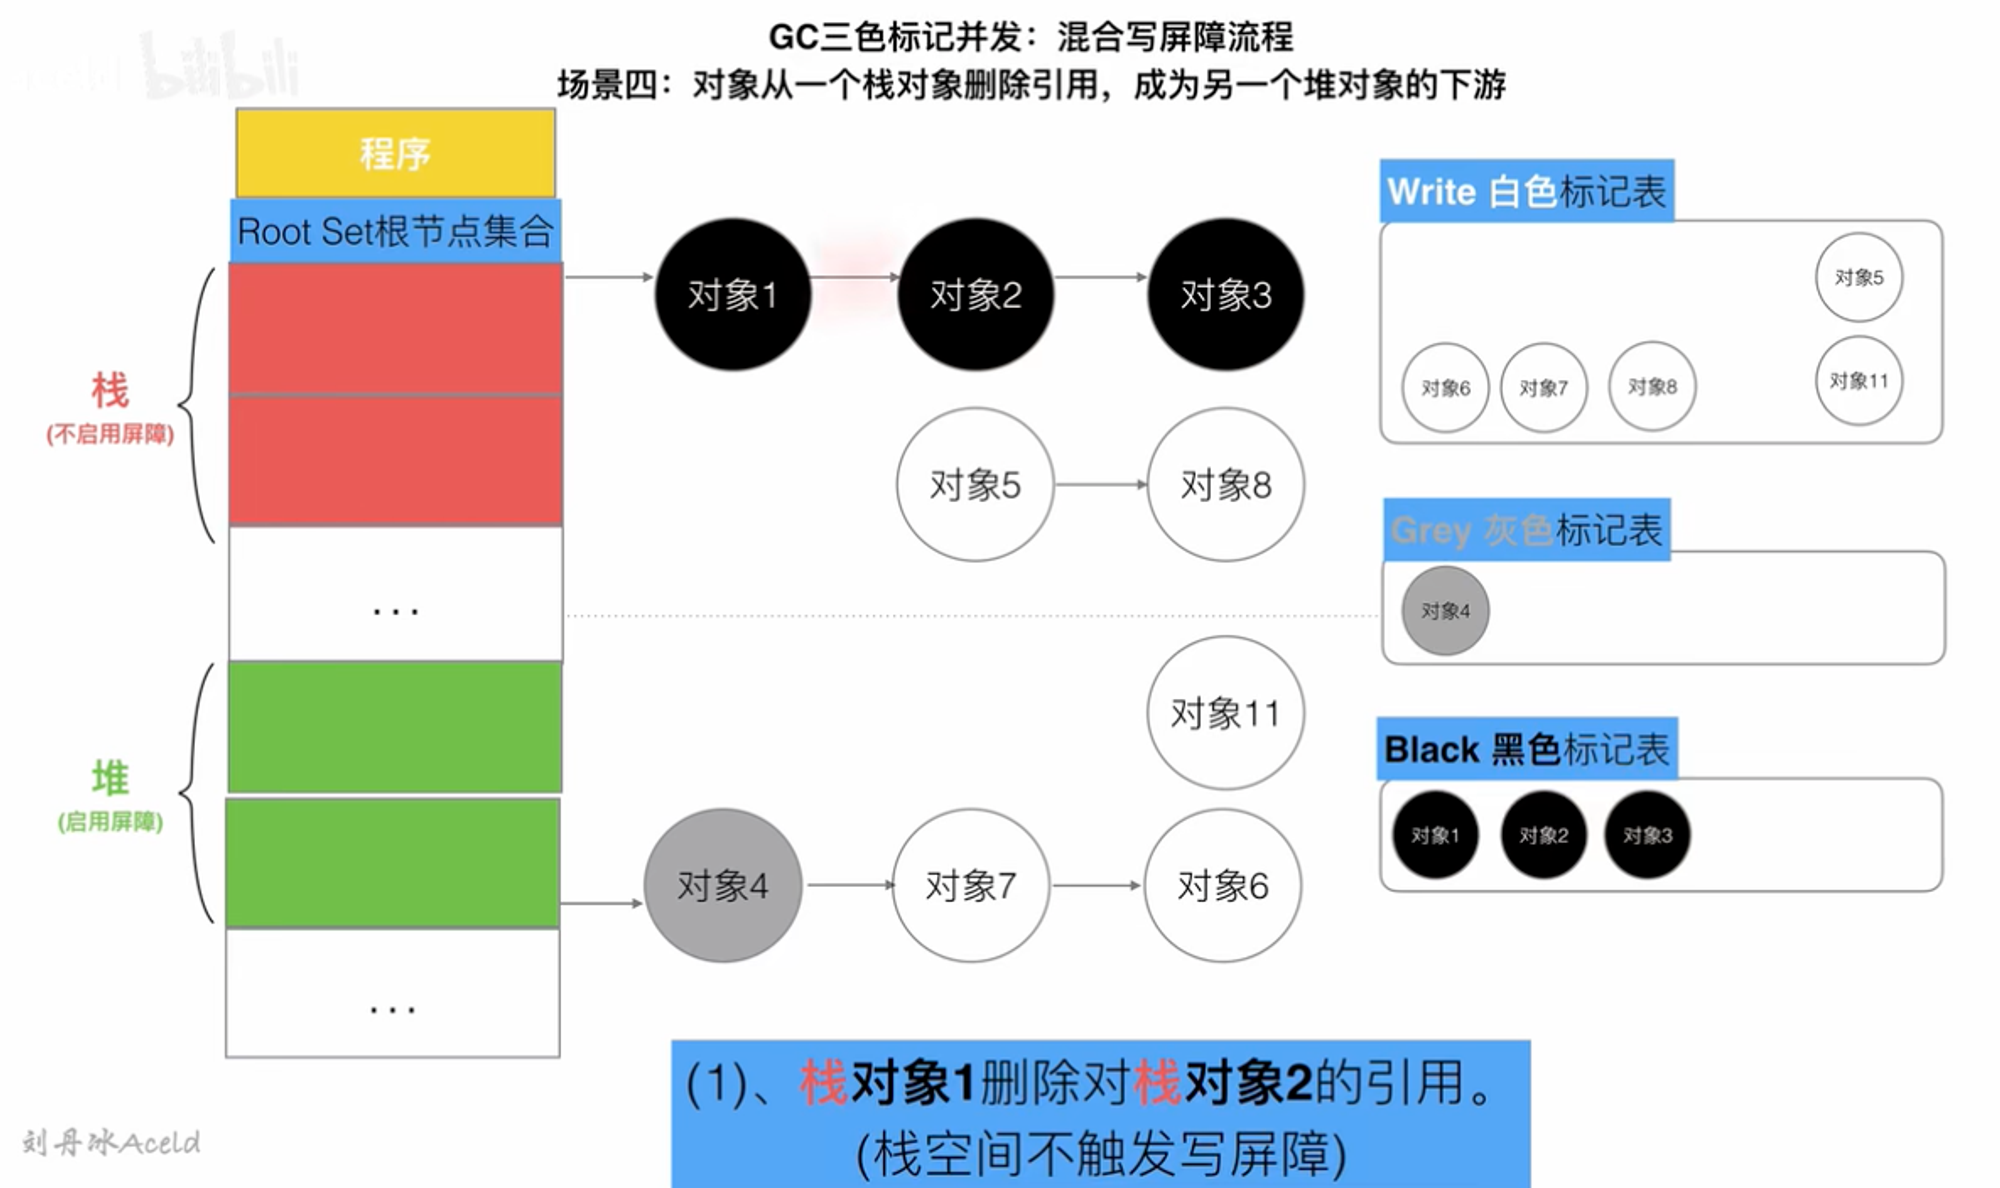 GC三色标记并发：混合写屏障流程
场景四：对象从一个栈对象删除引用，成为另一个堆对象的下游
bilibili
程序
Root Set根节点集合
栈
(不启用屏障)
...
堆
(启用屏障)
...
对象1
对象2
对象3
对象5
对象8
对象11
对象4
对象7
对象6
Write 白色标记表
对象5
对象6
对象7
对象8
对象11
Grey 灰色标记表
对象4
Black 黑色标记表
对象1
对象2
对象3
(1)、栈对象1删除对栈对象2的引用。
(栈空间不触发写屏障)
刘丹冰Aceld